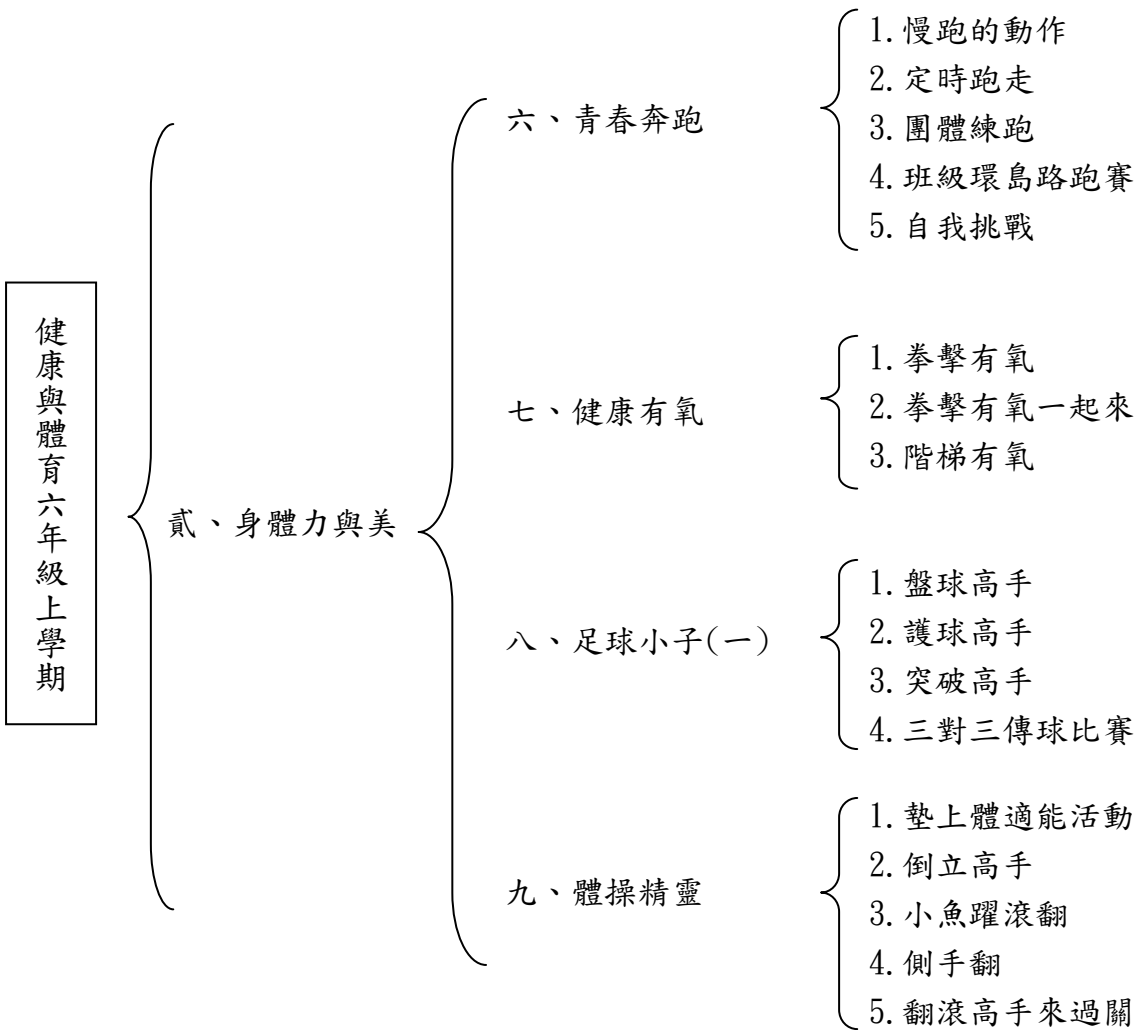 健康與體育六年級上學期
貳、身體力與美
六、青春奔跑
1.慢跑的動作
2.定時跑走
3.團體練跑
4.班級環島路跑賽
5.自我挑戰
七、健康有氧
1.拳擊有氧
2.拳擊有氧一起來
3.階梯有氧
八、足球小子(一)
1.盤球高手
2.護球高手
3.突破高手
4.三對三傳球比賽
九、體操精靈
1.墊上體適能活動
2.倒立高手
3.小魚躍滾翻
4.側手翻
5.翻滾高手來過關